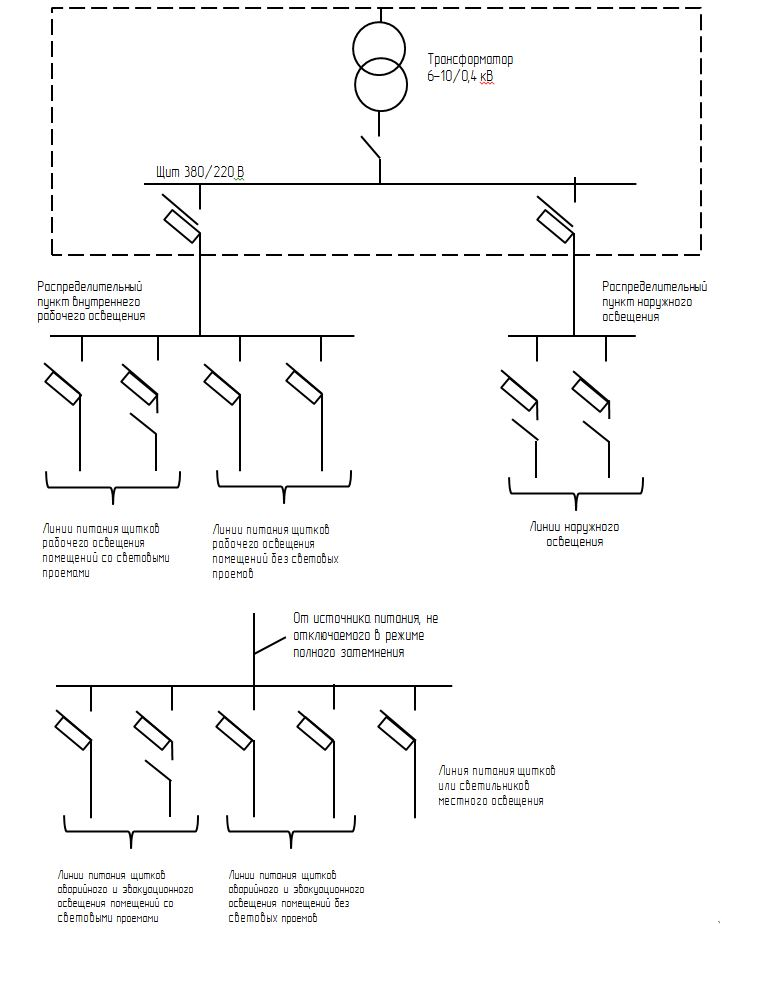 Трансформатор
6-10/0,4 кВ
Щит 380/220 В
Распределительный
пункт внутреннего
рабочего освещения
Распределительный
пункт наружного
освещения
Линии питания щитков
рабочего освещения
помещений со световыми
проемами
Линии питания щитков
рабочего освещения
помещений без световых
проемов
Линии наружного
освещения
От источника питания, не
отключаемого в режиме
полного затемнения
Линия питания щитков
или светильников
местного освещения
Линии питания щитков
аварийного и эвакуационного
освещения помещений со
световыми проемами
Линии питания щитков
аварийного и эвакуационного
освещения помещений без
световых проемов